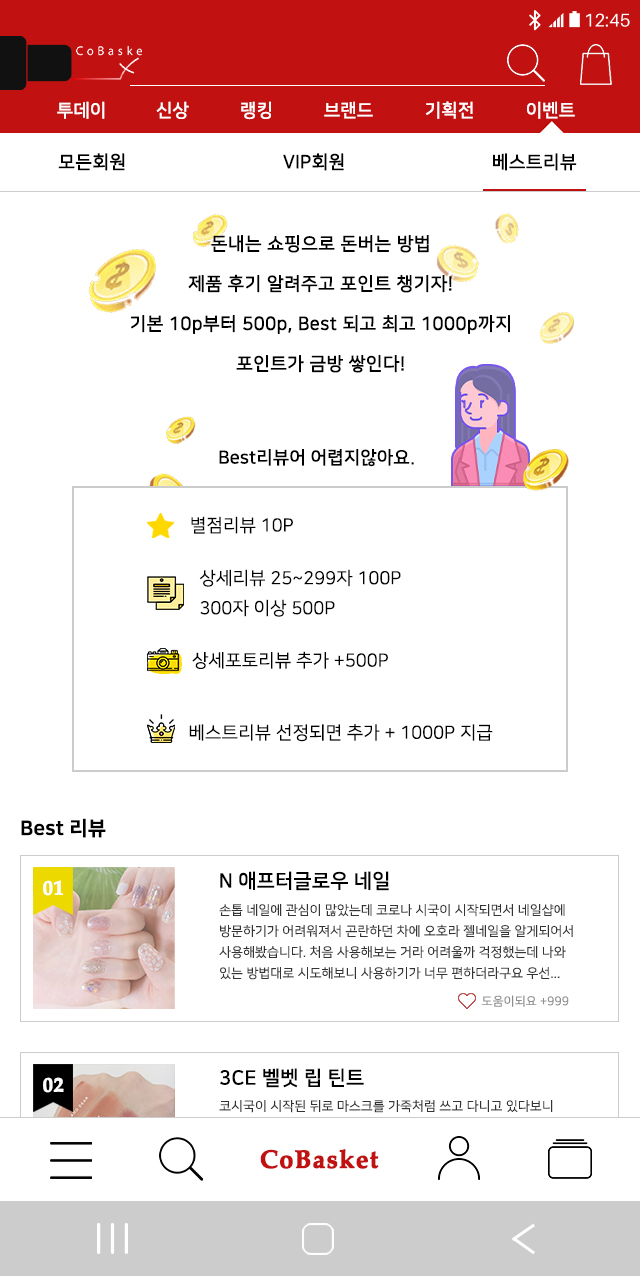 12:45
CoBaske
투데이 신상 랭킹 브랜드 기획전 이벤트
모든회원 VIP회원 베스트리뷰
돈내는 쇼핑으로 돈버는 방법
제품 후기 알려주고 포인트 챙기자!
기본 10p부터 500p, Best 되고 최고 1000p까지
포인트가 금방 쌓인다!
Best리뷰어 어렵지않아요.
별점리뷰 10P
상세리뷰 25~299자 100P
300자 이상 500P
상세포토리뷰 추가 +500P
베스트리뷰 선정되면 추가 + 1000P 지급
Best 리뷰
01
N 애프터글로우 네일
손톱 네일에 관심이 많았는데 코로나 시국이 시작되면서 네일샵에
방문하기가 어려워져서 곤란하던 차에 오호라 젤네일을 알게되어서
사용해봤습니다. 처음 사용해보는 거라 어려울까 걱정했는데 나와
있는 방법대로 시도해보니 사용하기가 너무 편하더라구요 우선...
도움이되요 +999
02
3CE 벨벳 립 틴트
코시국이 시작된 뒤로 마스크를 가죽처럼 쓰고 다니고 있다보니
CoBasket